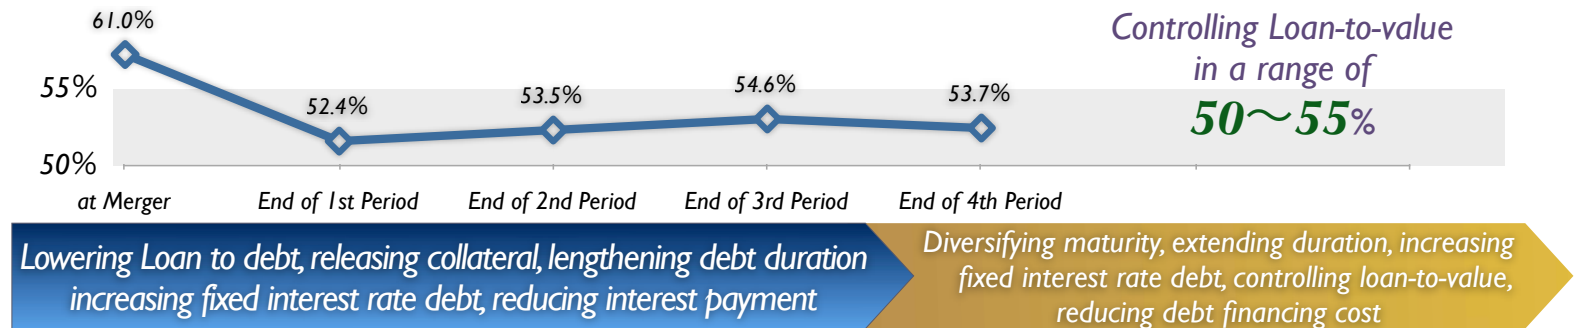 61.0%
Controlling Loan-to-value
in a range of
50〜55%
55%
52.4%
53.5%
54.6%
53.7%
50%
at Merger
End of 1st Period
End of 2nd Period
End of 3rd Period
End of 4th Period
Lowering Loan to debt, releasing collateral, lengthening debt duration
increasing fixed interest rate debt, reducing interest payment
Diversifying maturity, extending duration, increasing
fixed interest rate debt, controlling loan-to-value,
reducing debt financing cost